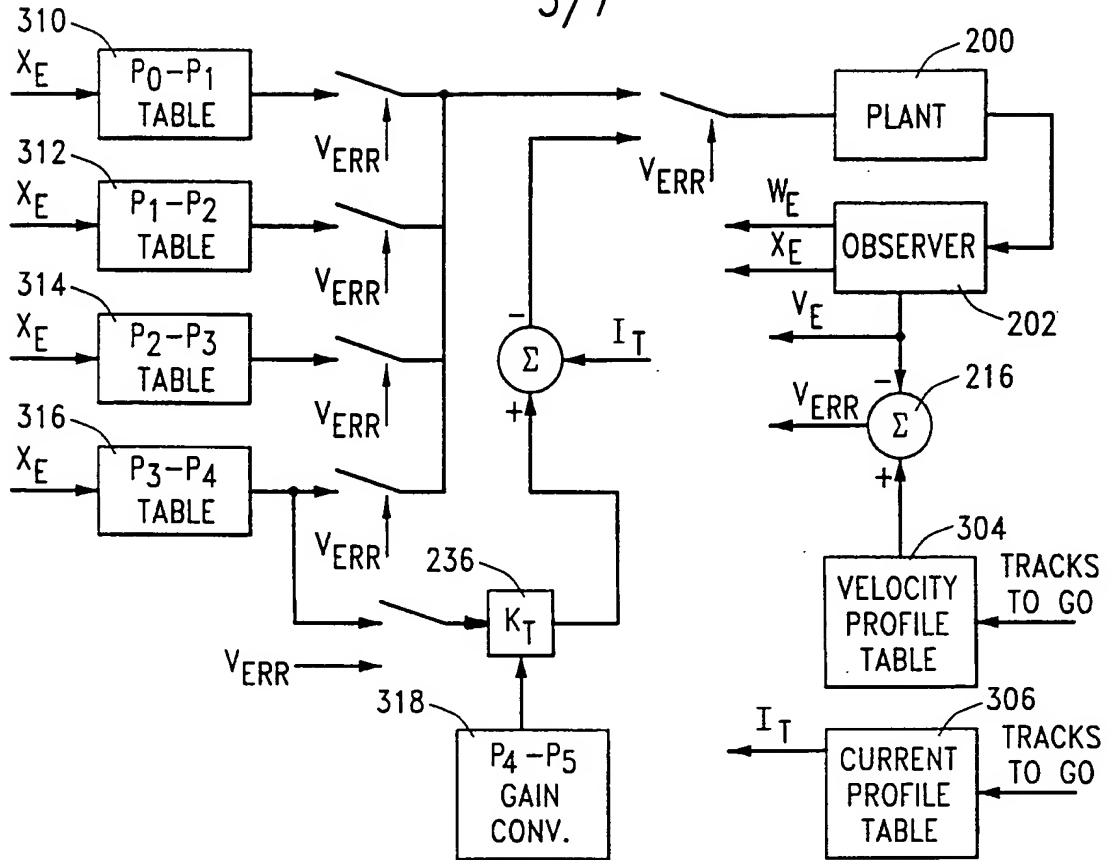 3/7
310
X_E
P_0-P_1
TABLE
V_ERR
312
X_E
P_1-P_2
TABLE
V_ERR
314
X_E
P_2-P_3
TABLE
V_ERR
316
X_E
P_3-P_4
TABLE
V_ERR
V_ERR
236
K_T
318
P_4-P_5
GAIN
CONV.
-
Σ
+
I_T
V_ERR
200
PLANT
W_E
X_E
OBSERVER
202
V_E
-
216
V_ERR
Σ
+
304
VELOCITY
PROFILE
TABLE
TRACKS
TO GO
306
I_T
CURRENT
PROFILE
TABLE
TRACKS
TO GO